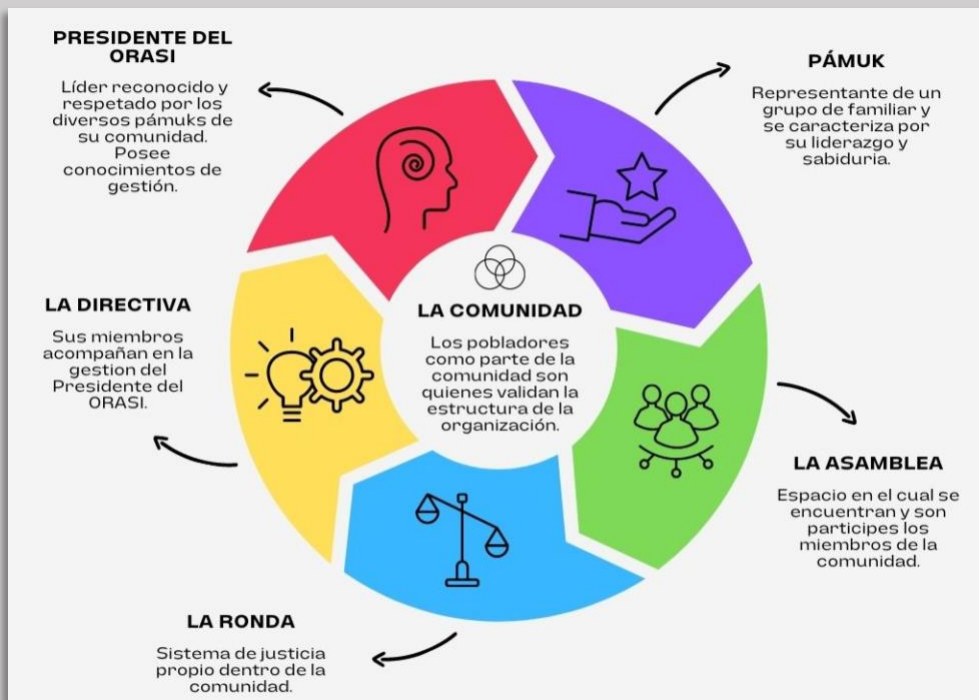 PRESIDENTE DEL
ORASI
Líder reconocido y
respetado por los
diversos pámuks de
su comunidad.
Posee
conocimientos de
gestión.
PÁMUK
Representante de un
grupo de familiar y
se caracteriza por
su liderazgo y
sabiduria.
LA DIRECTIVA
Sus miembros
acompañan en la
gestion del
Presidente del
ORASI.
LA COMUNIDAD
Los pobladores
como parte de la
comunidad son
quienes validan la
estructura de la
organización.
LA ASAMBLEA
Espacio en el cual se
encuentran y son
participes los
miembros de la
comunidad.
LA RONDA
Sistema de justicia
propio dentro de la
comunidad.